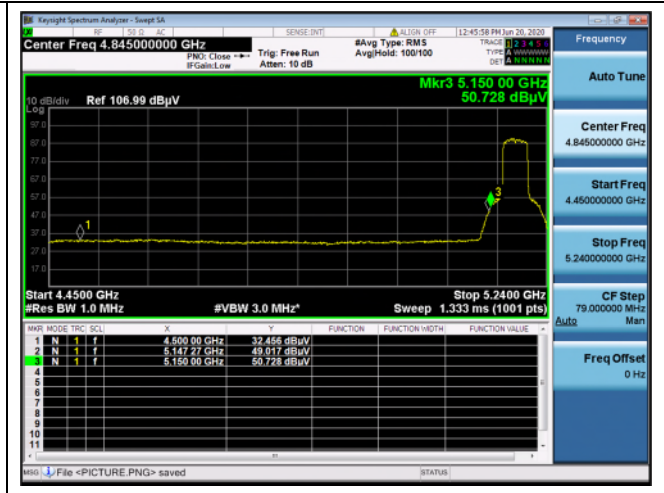 Keysight Spectrum Analyzer - Swept SA
RF 50 Ω AC SENSE:INT ALIGN OFF 12:45:58 PM Jun 20, 2020
Center Freq 4.845000000 GHz
PNO: Close
IFGain:Low
Trig: Free Run
Atten: 10 dB
#Avg Type: RMS
Avg|Hold: 100/100
TRACE 1 2 3 4 5 6
TYPE A WWWWW
DET A N N N N N
Mkr3 5.150 00 GHz
50.728 dBµV
10 dB/div Ref 106.99 dBµV
Log
97.0
87.0
77.0
67.0
57.0
47.0
37.0
27.0
17.0
1
3
Start 4.4500 GHz
Stop 5.2400 GHz
#Res BW 1.0 MHz #VBW 3.0 MHz* Sweep 1.333 ms (1001 pts)
MKR MODE TRC SCL X Y FUNCTION FUNCTION WIDTH FUNCTION VALUE
1 N 1 f 4.500 00 GHz 32.456 dBµV
2 N 1 f 5.147 27 GHz 49.017 dBµV
3 N 1 f 5.150 00 GHz 50.728 dBµV
4
5
6
7
8
9
10
11
MSG File <PICTURE.PNG> saved STATUS
Frequency
Auto Tune
Center Freq
4.845000000 GHz
Start Freq
4.450000000 GHz
Stop Freq
5.240000000 GHz
CF Step
79.000000 MHz
Auto Man
Freq Offset
0 Hz